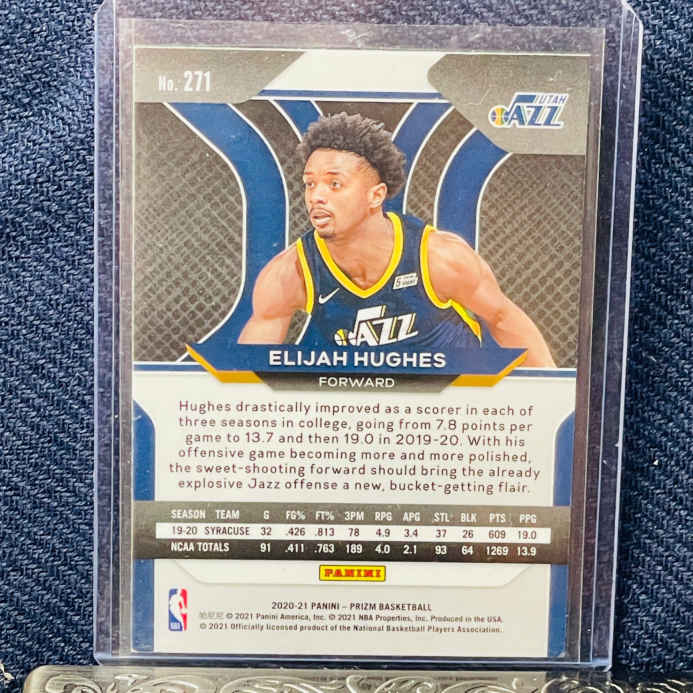 No. 271
UTAH
JAZZ
JAZZ
ELIJAH HUGHES
FORWARD
Hughes drastically improved as a scorer in each of
three seasons in college, going from 7.8 points per
game to 13.7 and then 19.0 in 2019-20. With his
offensive game becoming more and more polished,
the sweet-shooting forward should bring the already
explosive Jazz offense a new, bucket-getting flair.
SEASON TEAM G FG% FT% 3PM RPG APG STL BLK PTS PPG
19-20 SYRACUSE 32 .426 .813 78 4.9 3.4 37 26 609 19.0
NCAA TOTALS 91 .411 .763 189 4.0 2.1 93 64 1269 13.9
PANINI
2020-21 PANINI – PRIZM BASKETBALL
© 2021 Panini America, Inc. © 2021 NBA Properties, Inc. Produced in the USA.
© 2021 Officially licensed product of the National Basketball Players Association.